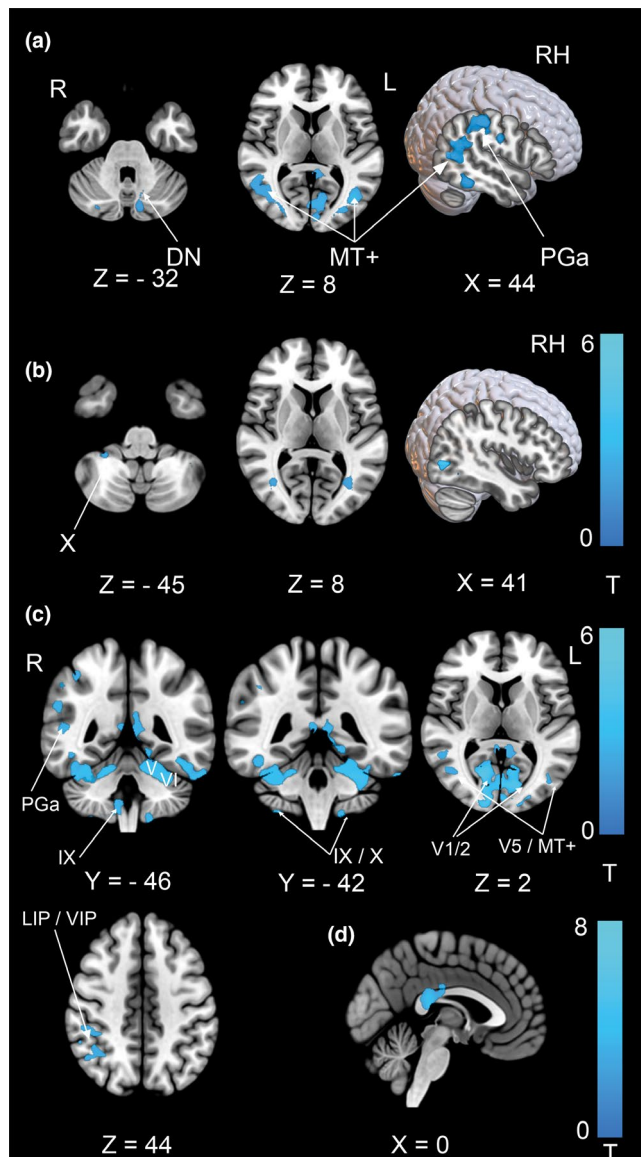 (a)
R
L
RH
DN
MT+
PGa
Z = - 32
Z = 8
X = 44
(b)
RH
6
X
0
Z = - 45
Z = 8
X = 41
T
(c)
R
L
6
V
VI
PGa
IX
IX / X
V1/2
V5 / MT+
0
Y = - 46
Y = - 42
Z = 2
T
LIP / VIP
(d)
8
0
Z = 44
X = 0
T